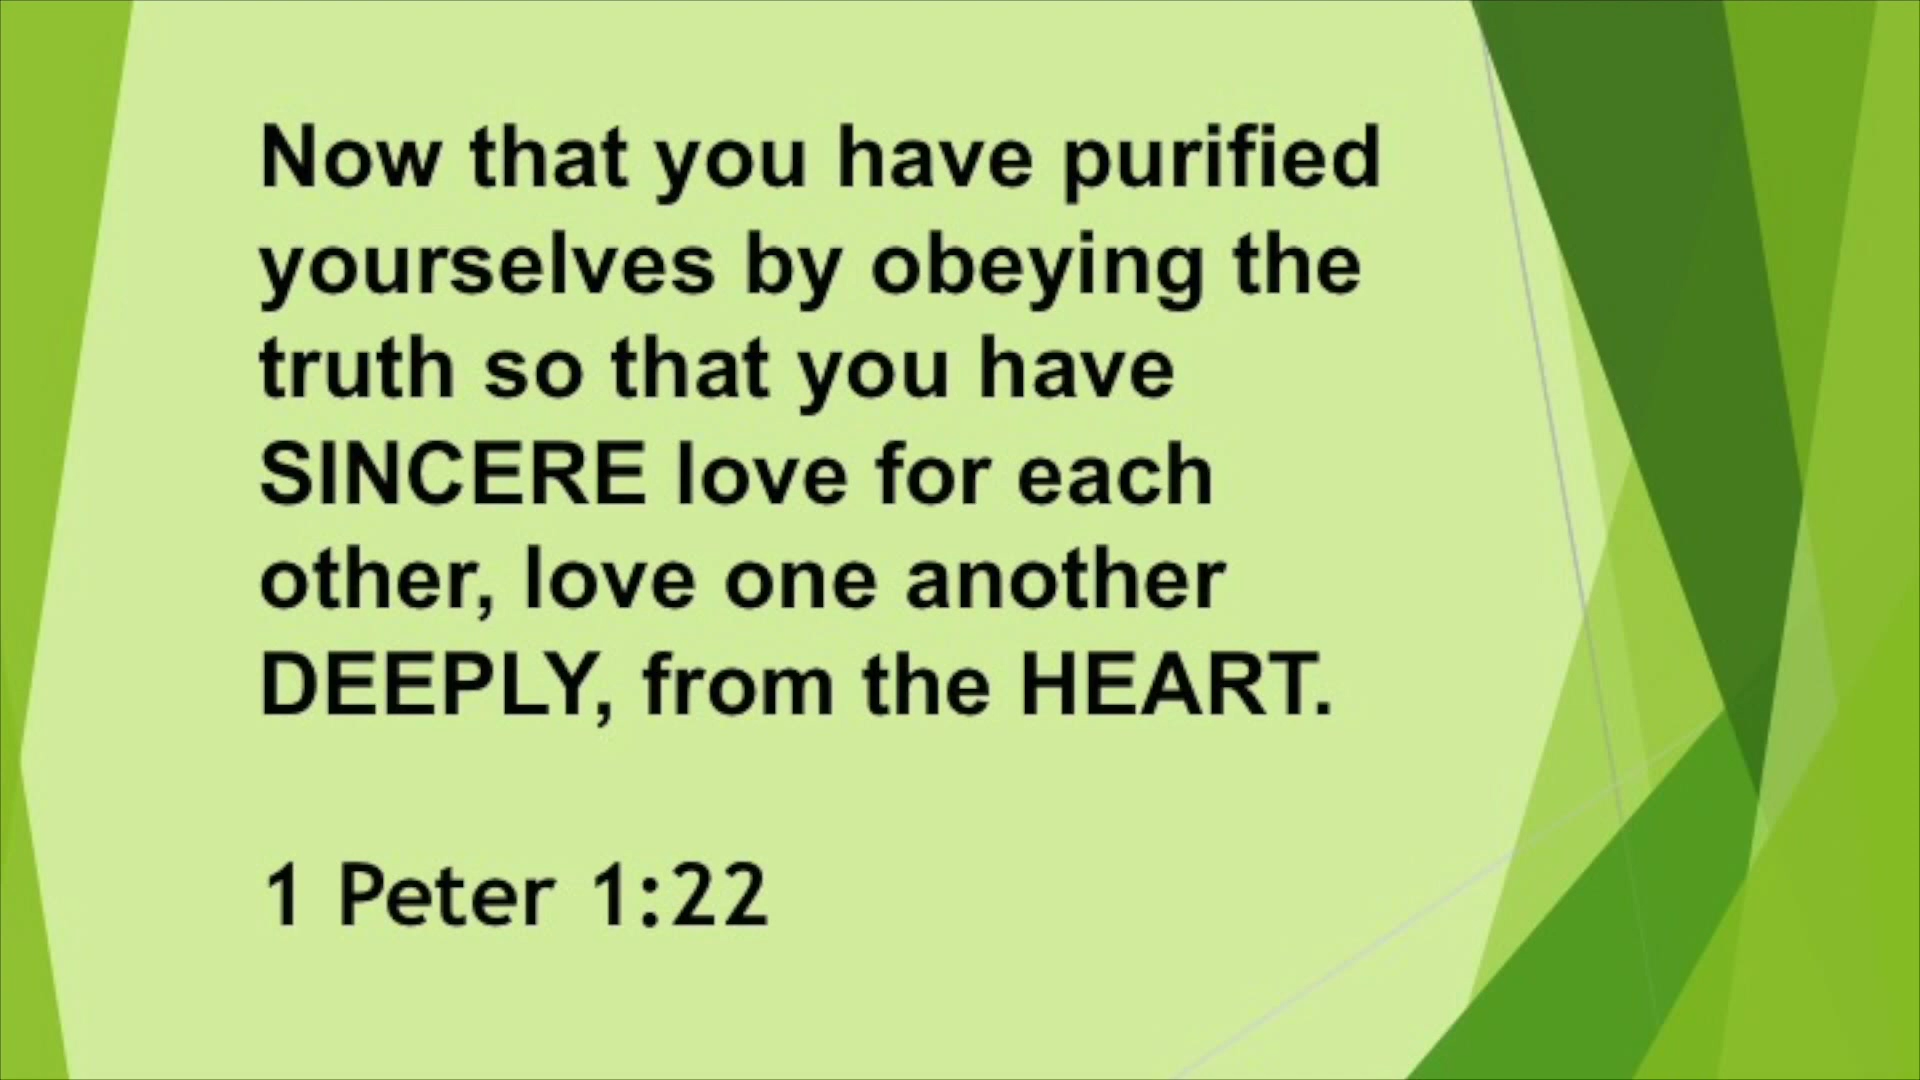 Now that you have purified
yourselves by obeying the
truth so that you have
SINCERE love for each
other, love one another
DEEPLY, from the HEART.
1 Peter 1:22